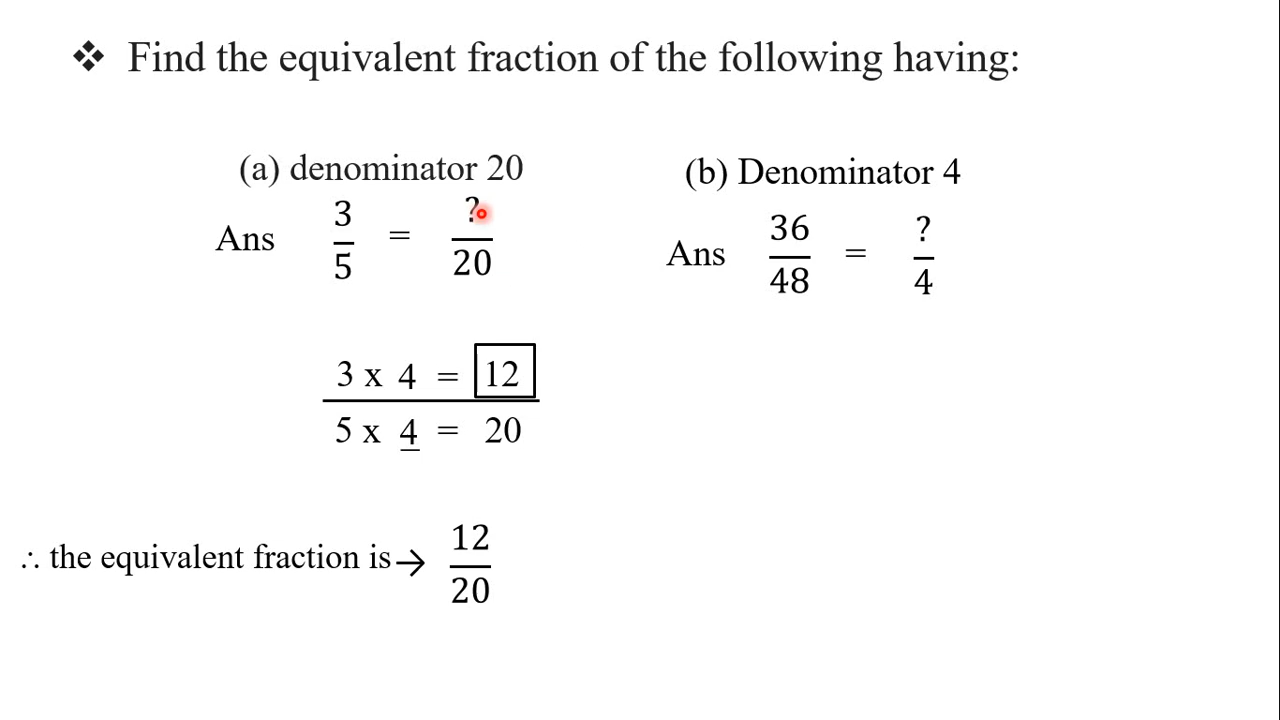 ❖ Find the equivalent fraction of the following having:
(a) denominator 20
Ans 3/5 = ?/20
3 x 4 = 12
5 x 4 = 20
∴ the equivalent fraction is→ 12/20
(b) Denominator 4
Ans 36/48 = ?/4